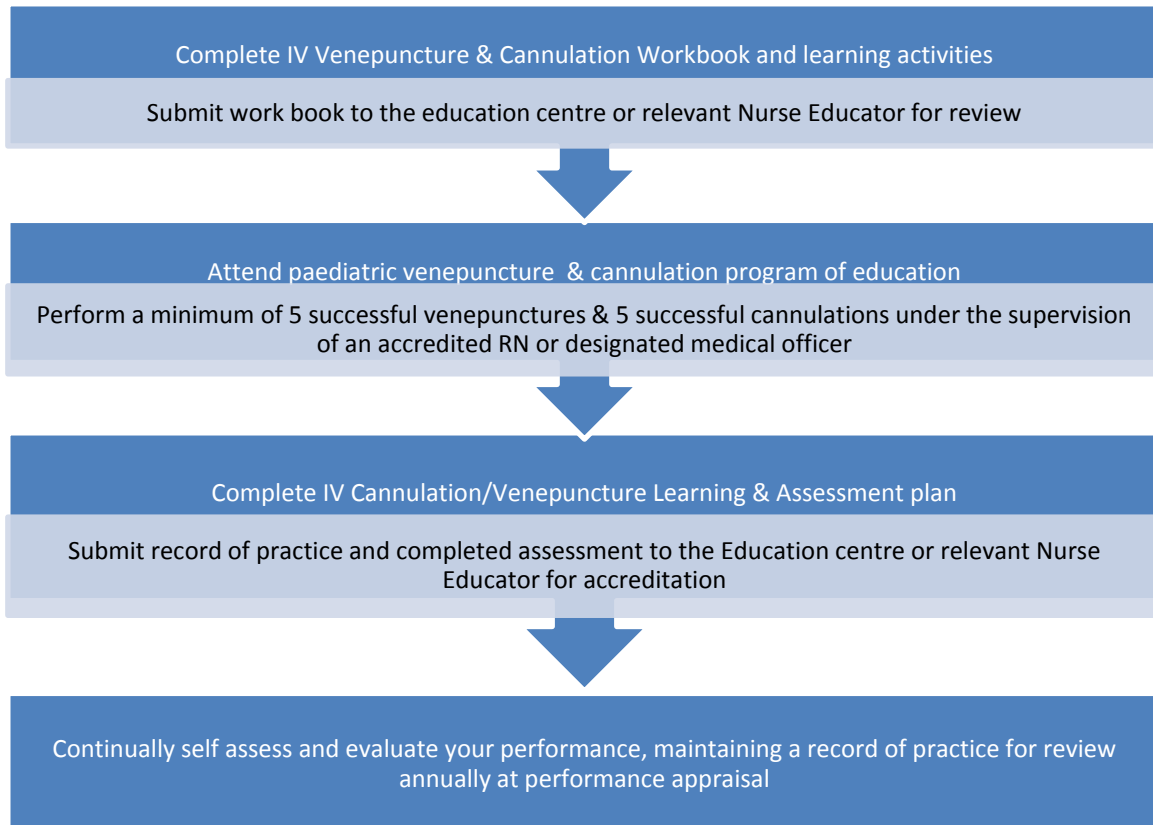 Complete IV Venepuncture & Cannulation Workbook and learning activities
Submit work book to the education centre or relevant Nurse Educator for review
Attend paediatric venepuncture & cannulation program of education
Perform a minimum of 5 successful venepunctures & 5 successful cannulations under the supervision
of an accredited RN or designated medical officer
Complete IV Cannulation/Venepuncture Learning & Assessment plan
Submit record of practice and completed assessment to the Education centre or relevant Nurse
Educator for accreditation
Continually self assess and evaluate your performance, maintaining a record of practice for review
annually at performance appraisal